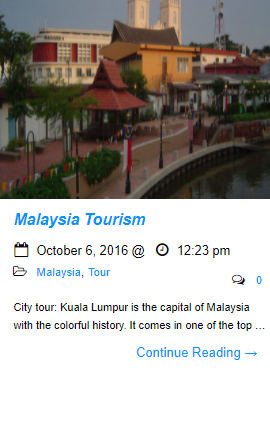 Malaysia Tourism
October 6, 2016 @ 12:23 pm
Malaysia, Tour
0
City tour: Kuala Lumpur is the capital of Malaysia
with the colorful history. It comes in one of the top ...
Continue Reading →